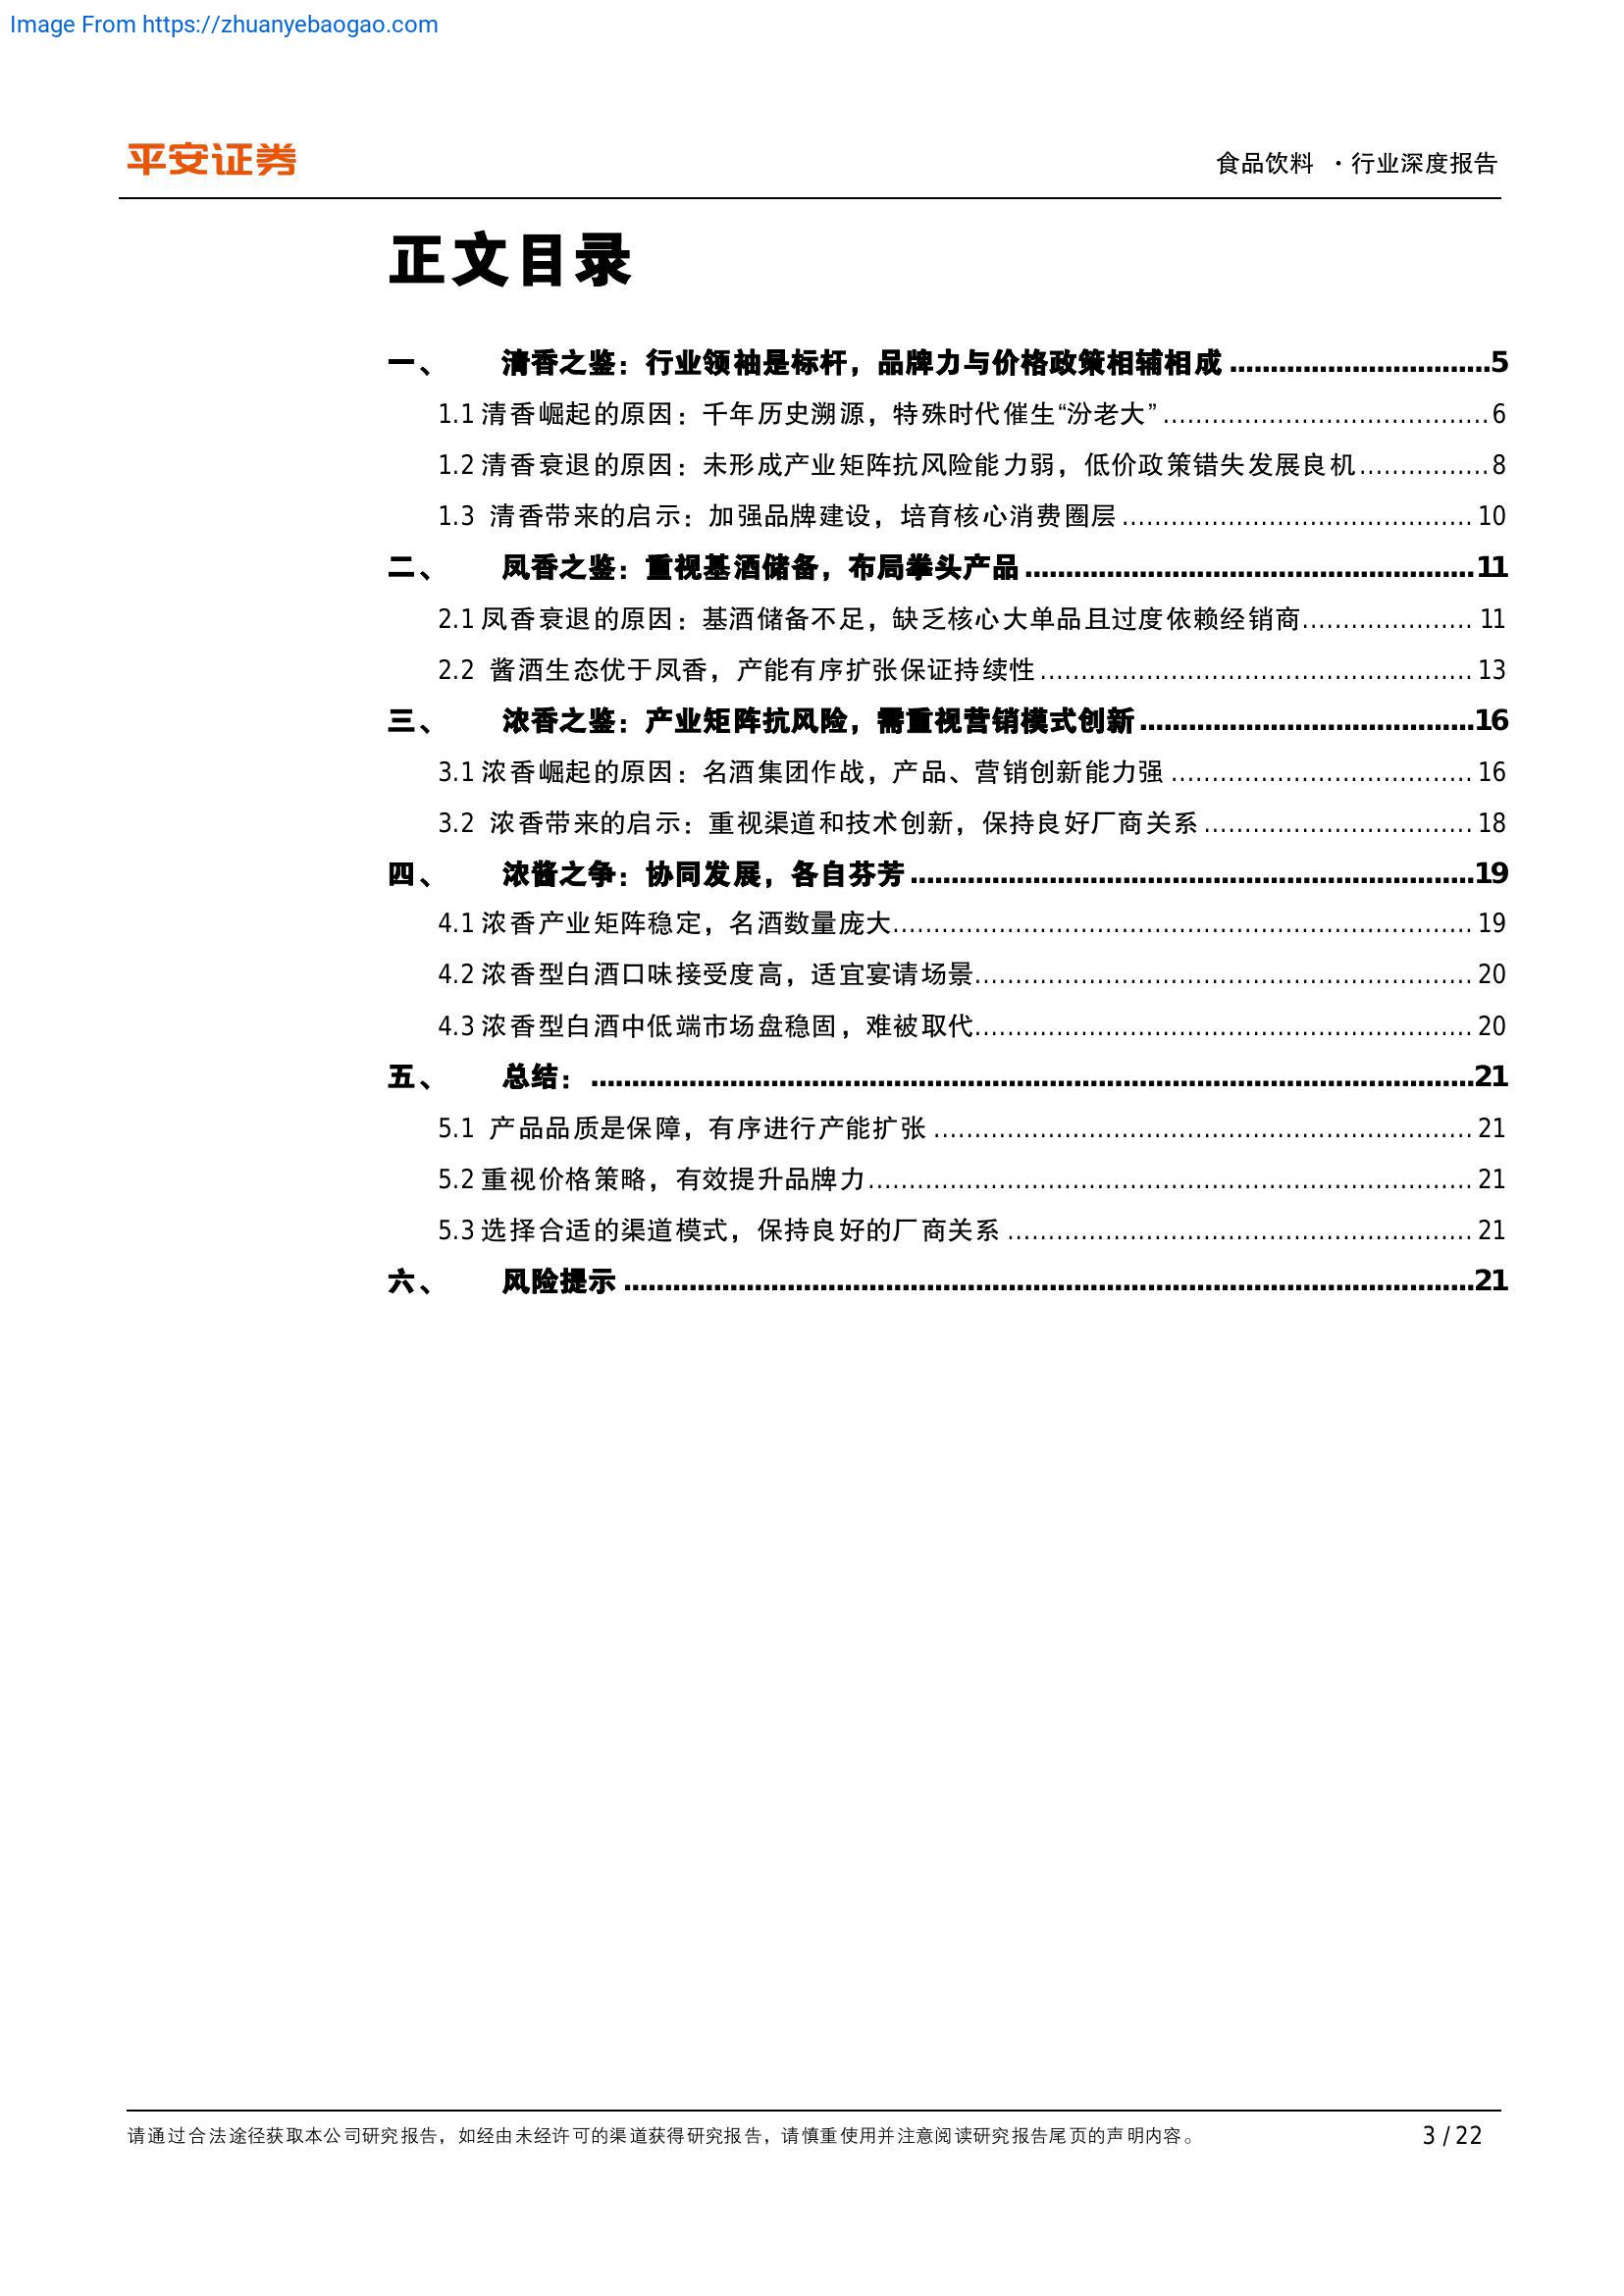 Image From https://zhuanyebaogao.com
平安证券
食品饮料 ·行业深度报告
正文目录
一、 清香之鉴：行业领袖是标杆，品牌力与价格政策相辅相成................................5
1.1清香崛起的原因：千年历史溯源，特殊时代催生“汾老大”........................................6
1.2清香衰退的原因：未形成产业矩阵抗风险能力弱，低价政策错失发展良机................8
1.3 清香带来的启示：加强品牌建设，培育核心消费圈层...........................................10
二、 凤香之鉴：重视基酒储备，布局拳头产品.......................................................11
2.1凤香衰退的原因：基酒储备不足，缺乏核心大单品且过度依赖经销商.....................11
2.2 酱酒生态优于凤香，产能有序扩张保证持续性.....................................................13
三、 浓香之鉴：产业矩阵抗风险，需重视营销模式创新.........................................16
3.1浓香崛起的原因：名酒集团作战，产品、营销创新能力强.....................................16
3.2 浓香带来的启示：重视渠道和技术创新，保持良好厂商关系.................................18
四、 浓酱之争：协同发展，各自芬芳.....................................................................19
4.1浓香产业矩阵稳定，名酒数量庞大.......................................................................19
4.2浓香型白酒口味接受度高，适宜宴请场景.............................................................20
4.3浓香型白酒中低端市场盘稳固，难被取代.............................................................20
五、 总结：............................................................................................................21
5.1 产品品质是保障，有序进行产能扩张..................................................................21
5.2重视价格策略，有效提升品牌力..........................................................................21
5.3选择合适的渠道模式，保持良好的厂商关系.........................................................21
六、 风险提示........................................................................................................21
请通过合法途径获取本公司研究报告，如经由未经许可的渠道获得研究报告，请慎重使用并注意阅读研究报告尾页的声明内容。
3 / 22